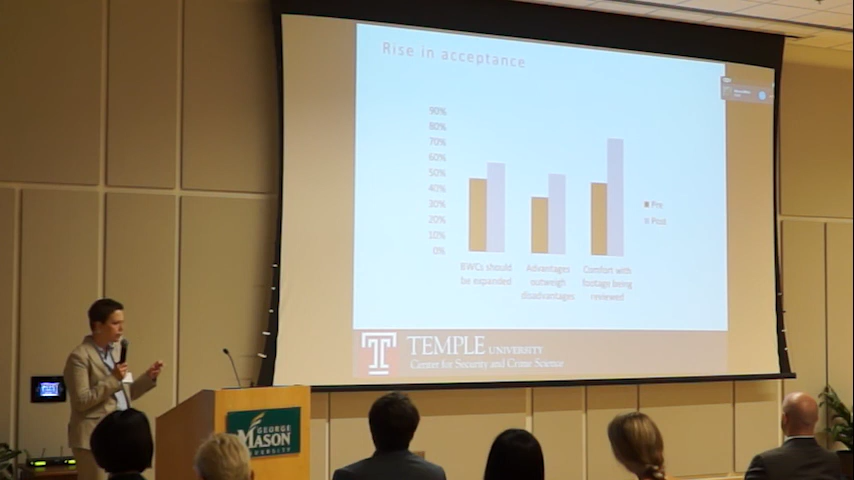 Rise in acceptance
90%
80%
70%
60%
50%
40%
30%
20%
10%
0%
BWCs should
be expanded
Advantages
outweigh
disadvantages
Comfort with
footage being
reviewed
Pre
Post
T
TEMPLE UNIVERSITY
Center for Security and Crime Science
GEORGE
MASON
UNIVERSITY